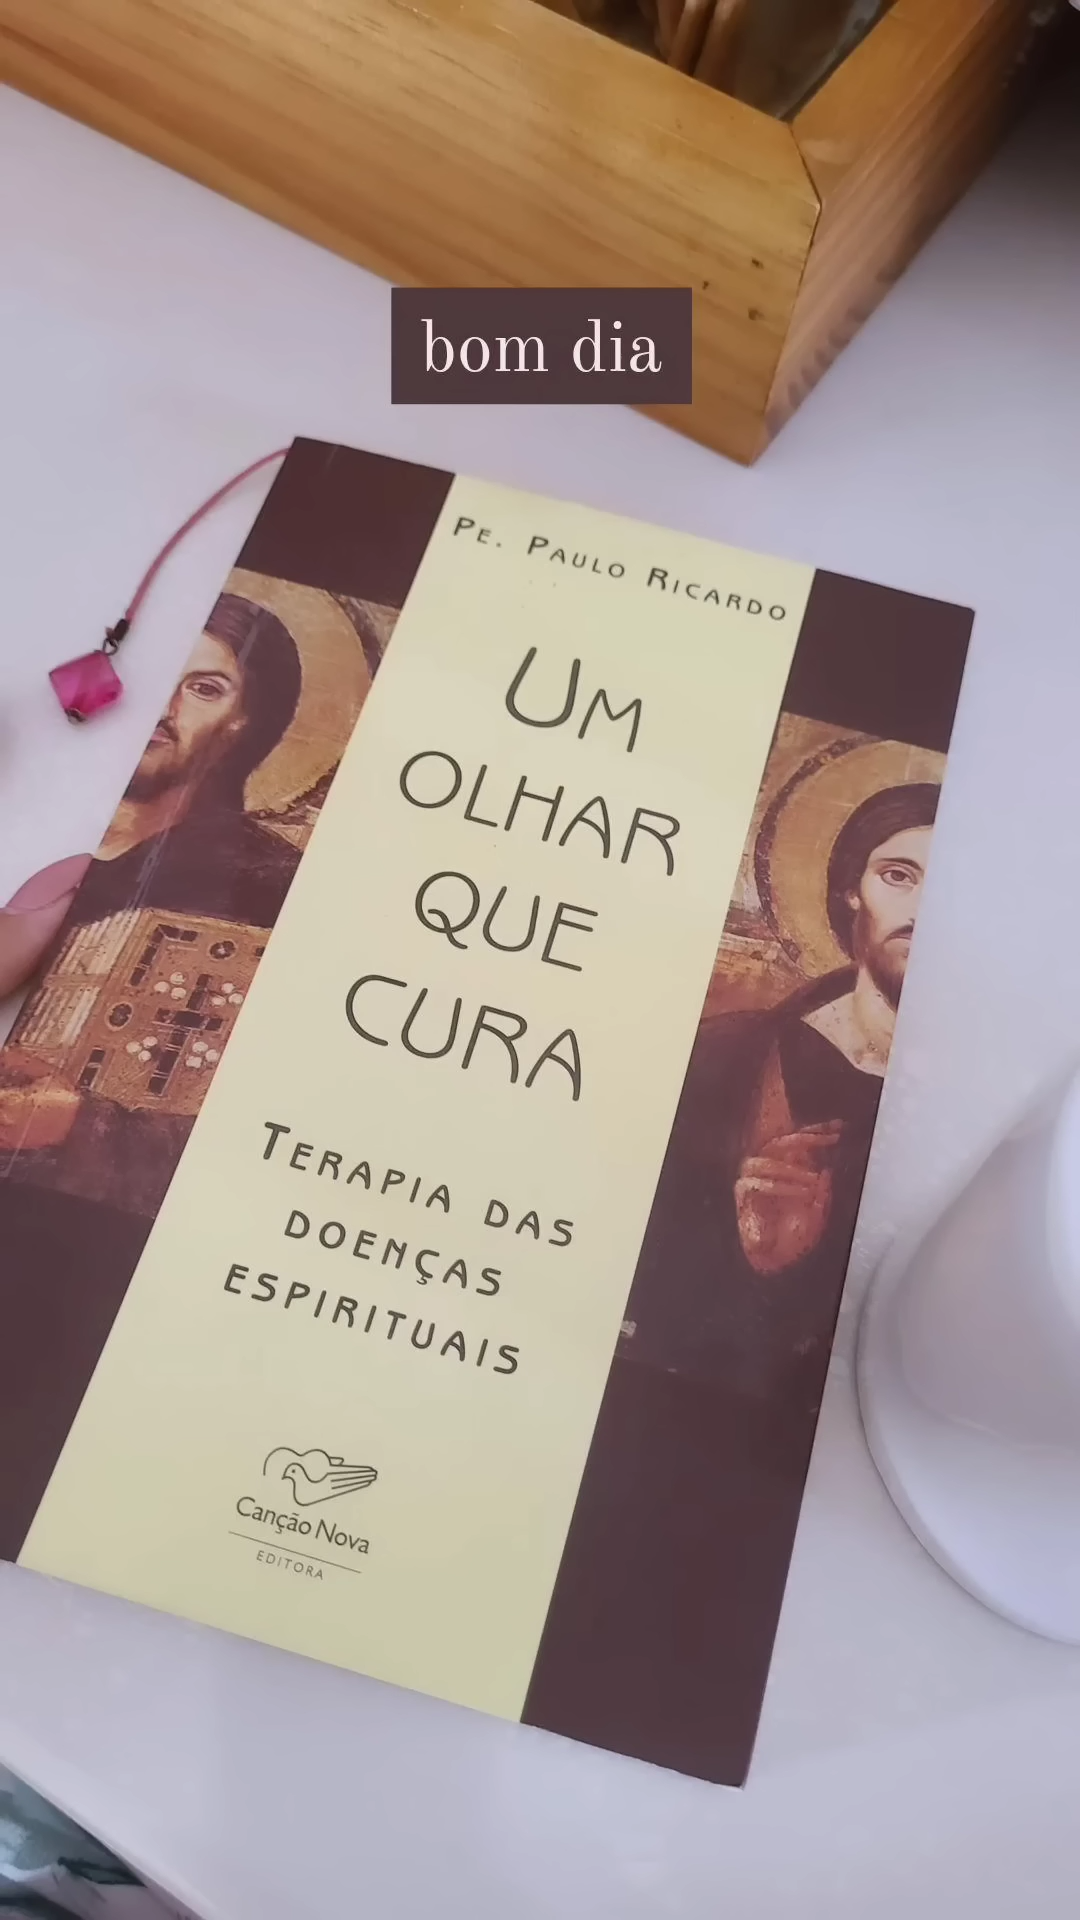 bom dia
PE. PAULO RICARDO
UM
OLHAR
QUE
CURA
TERAPIA DAS
DOENÇAS
ESPIRITUAIS
Canção Nova
EDITORA